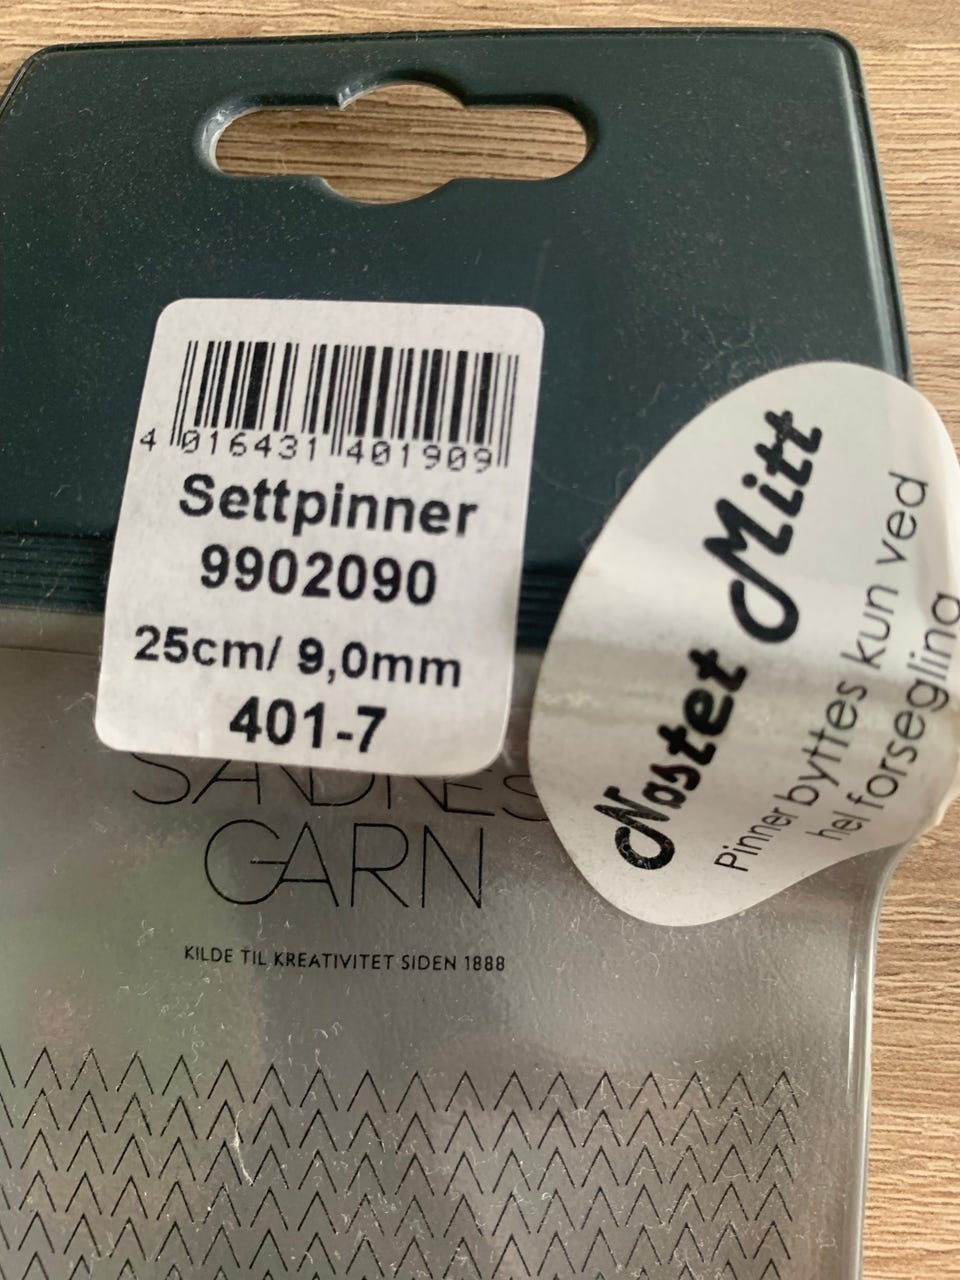 4 016431 401909
Settpinner
9902090
25cm/ 9,0mm
401-7
SANDNES
GARN
KILDE TIL KREATIVITET SIDEN 1888
Nøstet Mitt
Pinner byttes kun ved
hel forsegling